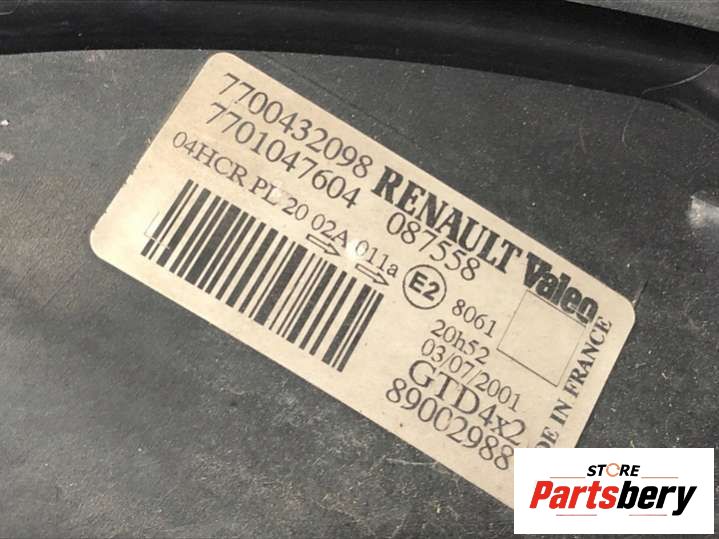 7700432098
7701047604
RENAULT Valeo
087558
04HCR PL 20 02A 011a
E2
8061
20h52
03/07/2001
GTD4x2
89002988
DE IN FRANCE
STORE
Partsbery